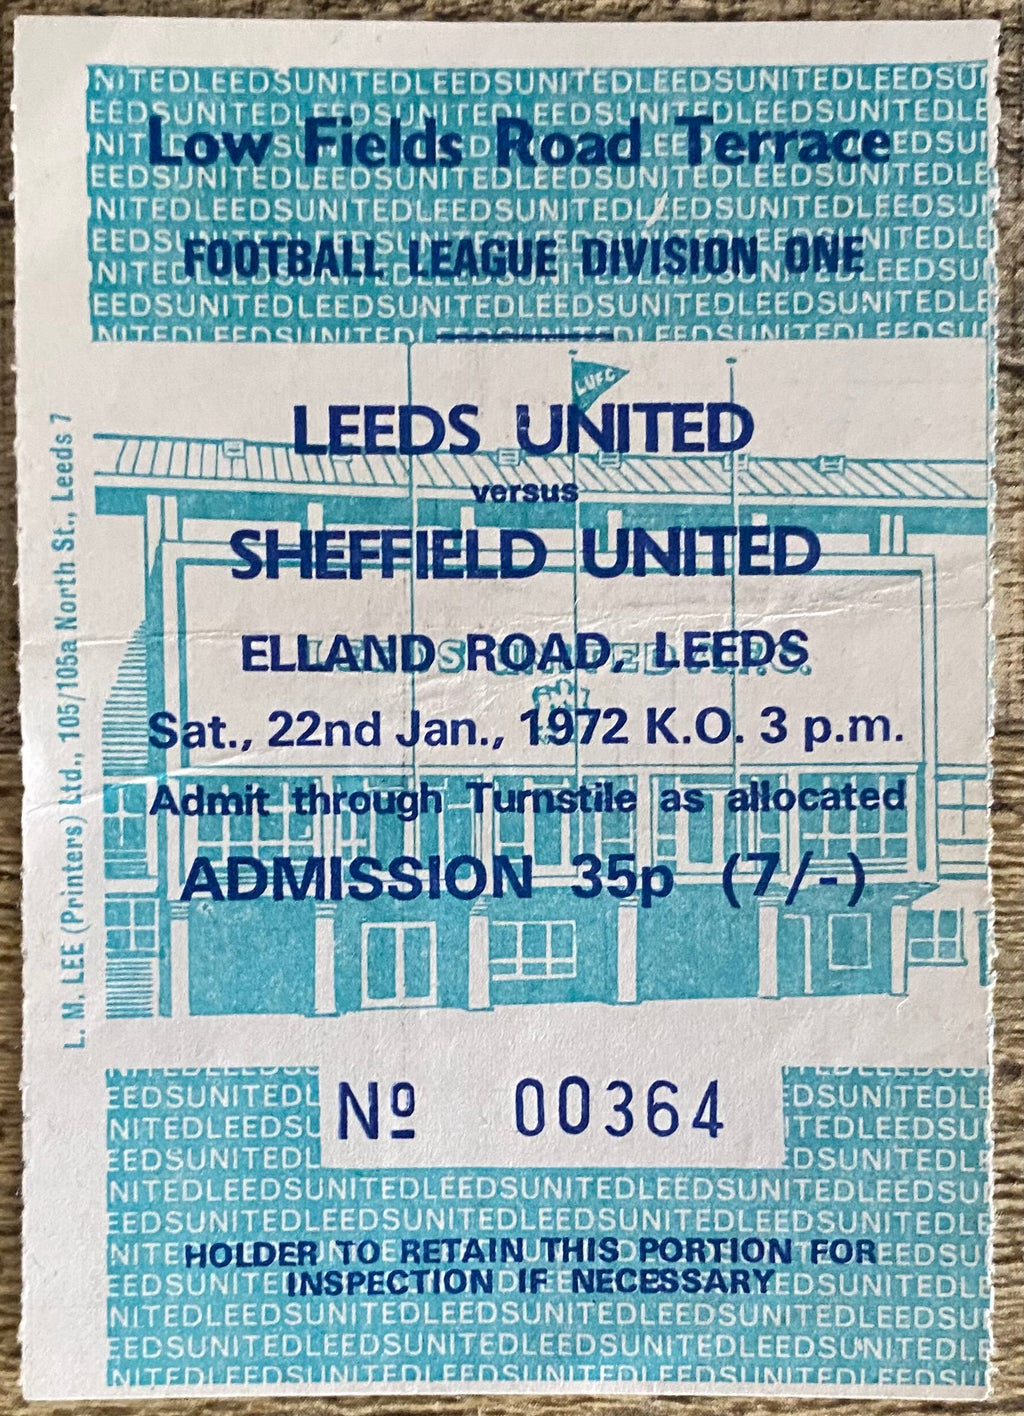 Low Fields Road Terrace
FOOTBALL LEAGUE DIVISION ONE
LUFC
LEEDS UNITED
versus
SHEFFIELD UNITED
ELLAND ROAD, LEEDS
Sat., 22nd Jan., 1972 K.O. 3 p.m.
Admit through Turnstile as allocated
ADMISSION 35p (7/-)
L. M. LEE (Printers) Ltd., 105/105a North St., Leeds 7
Nº 00364
HOLDER TO RETAIN THIS PORTION FOR
INSPECTION IF NECESSARY